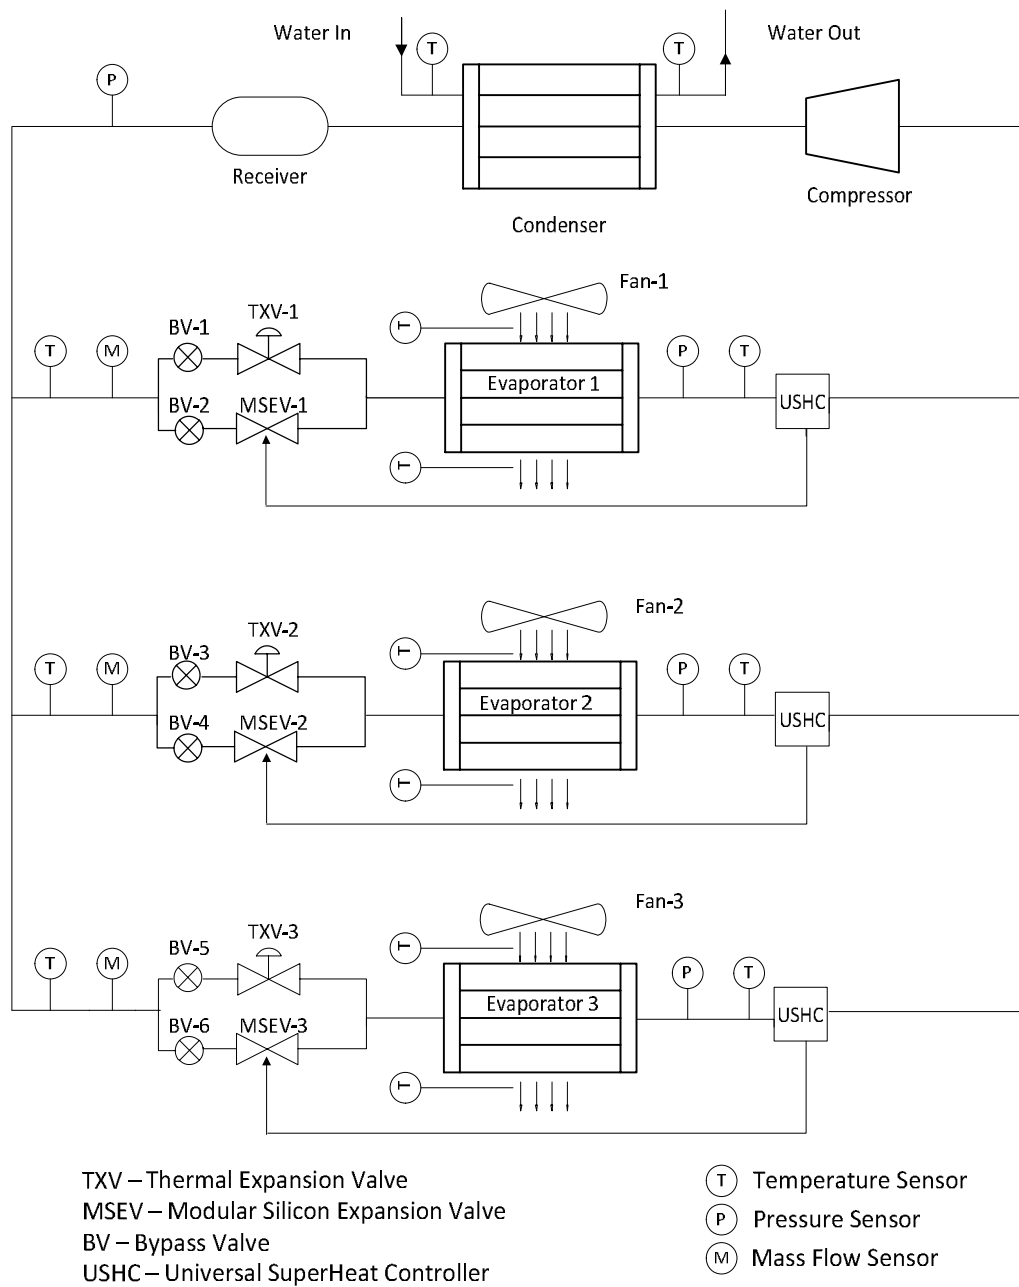 Water In
T
T
Water Out
P
Receiver
Condenser
Compressor
Fan-1
TXV-1
BV-1
T
T
M
P
T
Evaporator 1
USHC
BV-2
MSEV-1
T
Fan-2
TXV-2
BV-3
T
T
M
P
T
Evaporator 2
USHC
BV-4
MSEV-2
T
Fan-3
TXV-3
BV-5
T
T
M
P
T
Evaporator 3
USHC
BV-6
MSEV-3
T
TXV – Thermal Expansion Valve
MSEV – Modular Silicon Expansion Valve
BV – Bypass Valve
USHC – Universal SuperHeat Controller
T Temperature Sensor
P Pressure Sensor
M Mass Flow Sensor